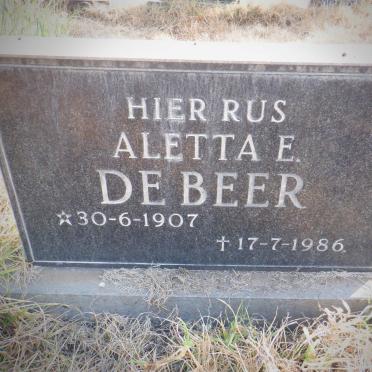 HIER RUS
ALETTA E.
DE BEER
☆30-6-1907
✝17-7-1986.